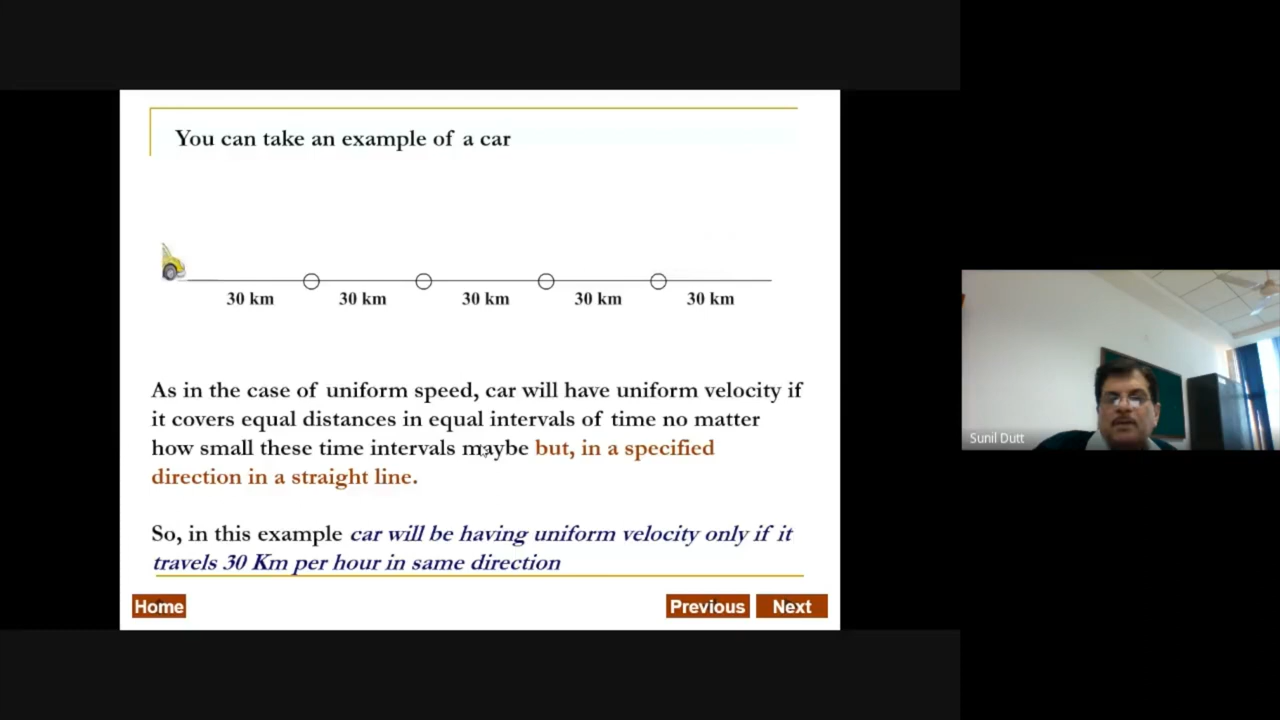 You can take an example of a car
30 km 30 km 30 km 30 km 30 km
As in the case of uniform speed, car will have uniform velocity if
it covers equal distances in equal intervals of time no matter
how small these time intervals maybe but, in a specified
direction in a straight line.
So, in this example car will be having uniform velocity only if it
travels 30 Km per hour in same direction
Home Previous Next
Sunil Dutt